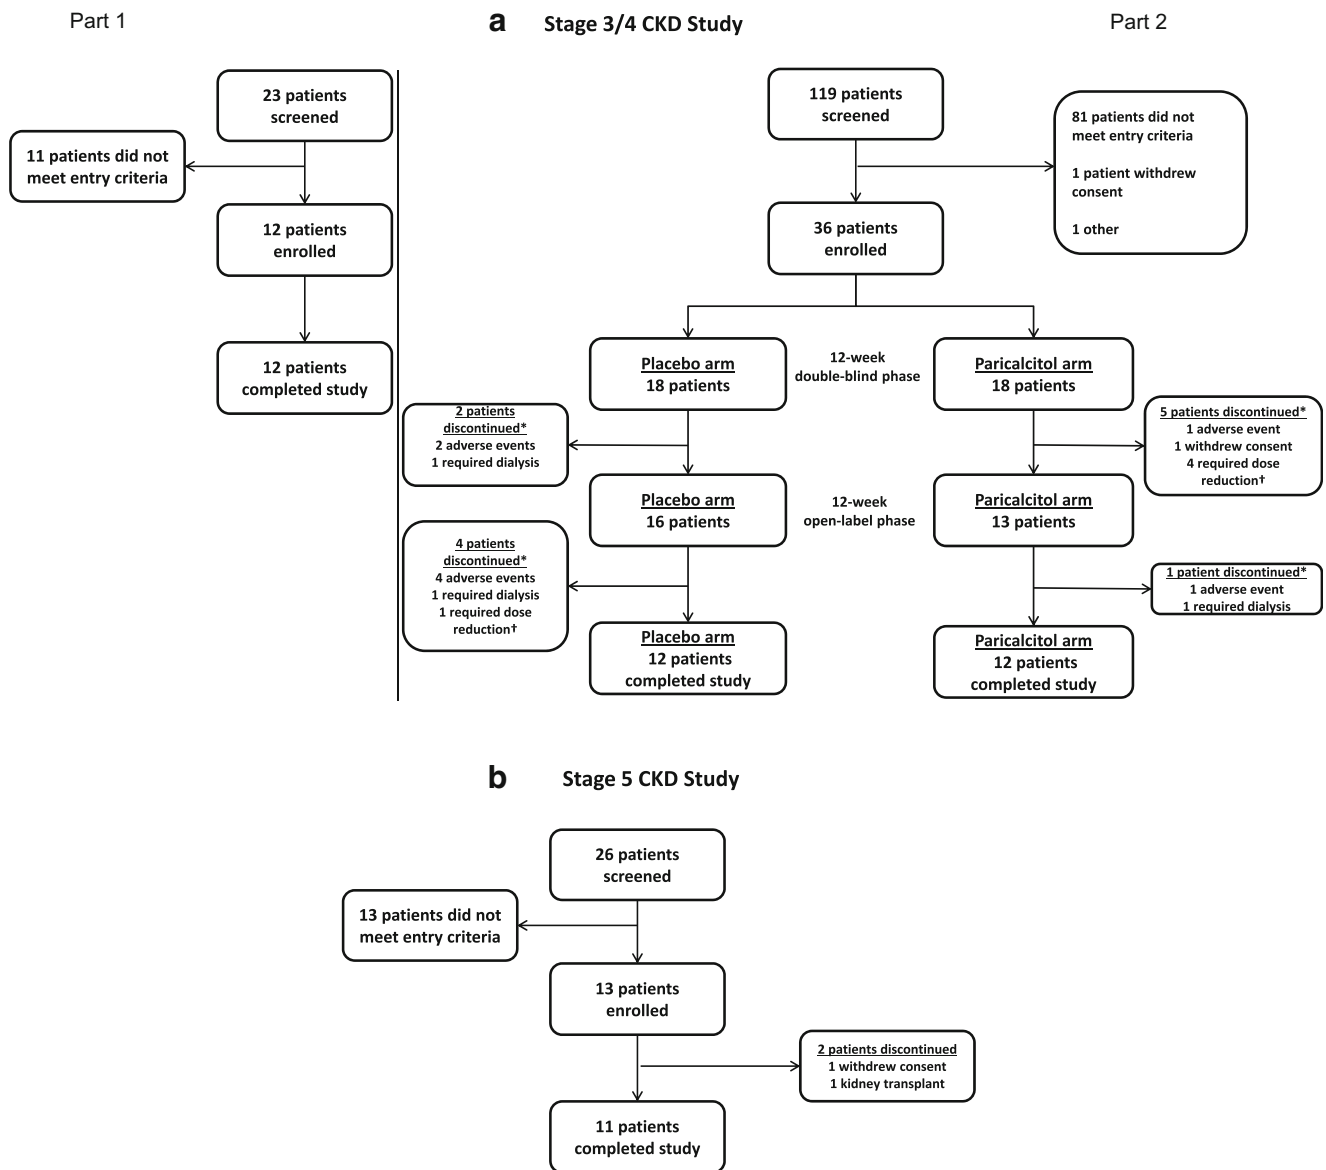 Part 1
a Stage 3/4 CKD Study
Part 2
23 patients
screened
11 patients did not
meet entry criteria
12 patients
enrolled
12 patients
completed study
119 patients
screened
81 patients did not
meet entry criteria
1 patient withdrew
consent
1 other
36 patients
enrolled
Placebo arm
18 patients
12-week
double-blind phase
Paricalcitol arm
18 patients
2 patients
discontinued*
2 adverse events
1 required dialysis
5 patients discontinued*
1 adverse event
1 withdrew consent
4 required dose
reduction†
Placebo arm
16 patients
12-week
open-label phase
Paricalcitol arm
13 patients
4 patients
discontinued*
4 adverse events
1 required dialysis
1 required dose
reduction†
1 patient discontinued*
1 adverse event
1 required dialysis
Placebo arm
12 patients
completed study
Paricalcitol arm
12 patients
completed study
b Stage 5 CKD Study
26 patients
screened
13 patients did not
meet entry criteria
13 patients
enrolled
2 patients discontinued
1 withdrew consent
1 kidney transplant
11 patients
completed study